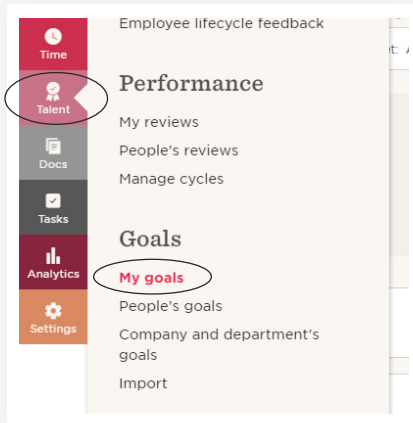 Employee lifecycle feedback
Time
Performance
Talent
My reviews
People's reviews
Docs
Manage cycles
Tasks
Goals
Analytics
My goals
People's goals
Settings
Company and department's
goals
Import